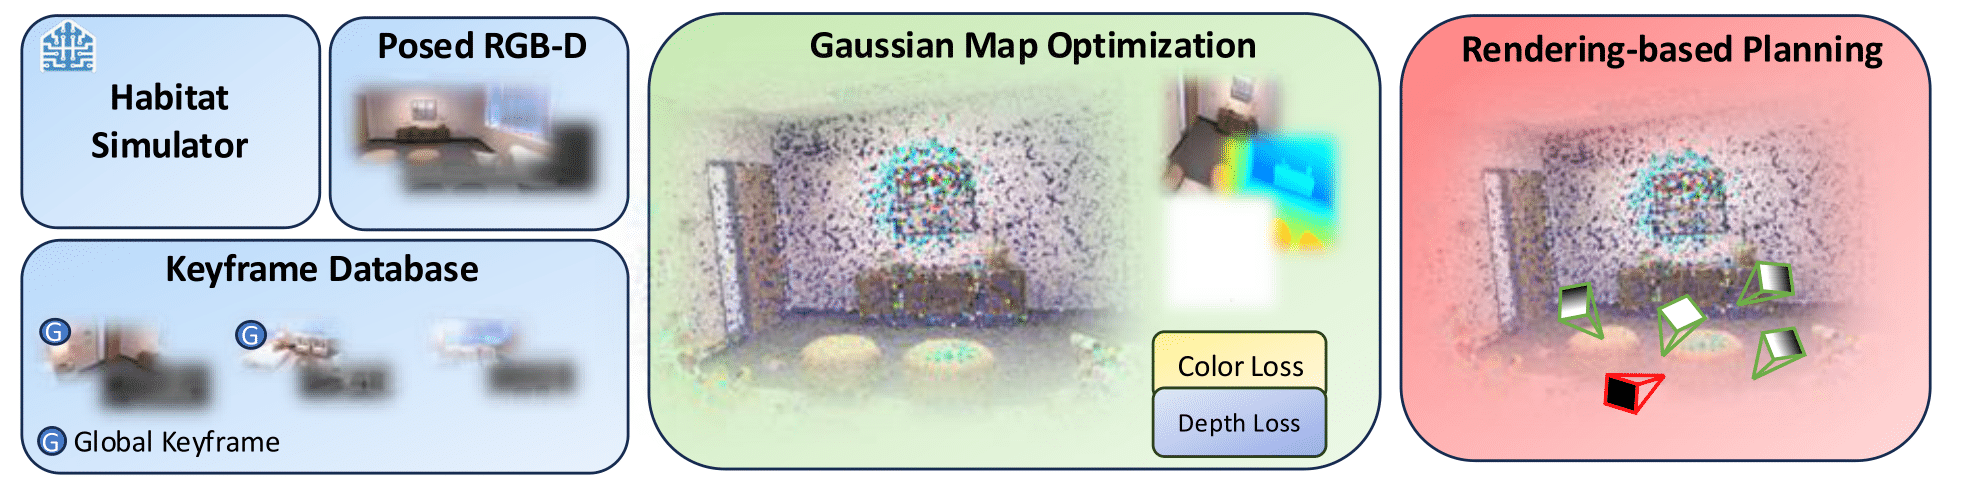 Habitat
Simulator
Posed RGB-D
Keyframe Database
G
G
G Global Keyframe
Gaussian Map Optimization
Color Loss
Depth Loss
Rendering-based Planning